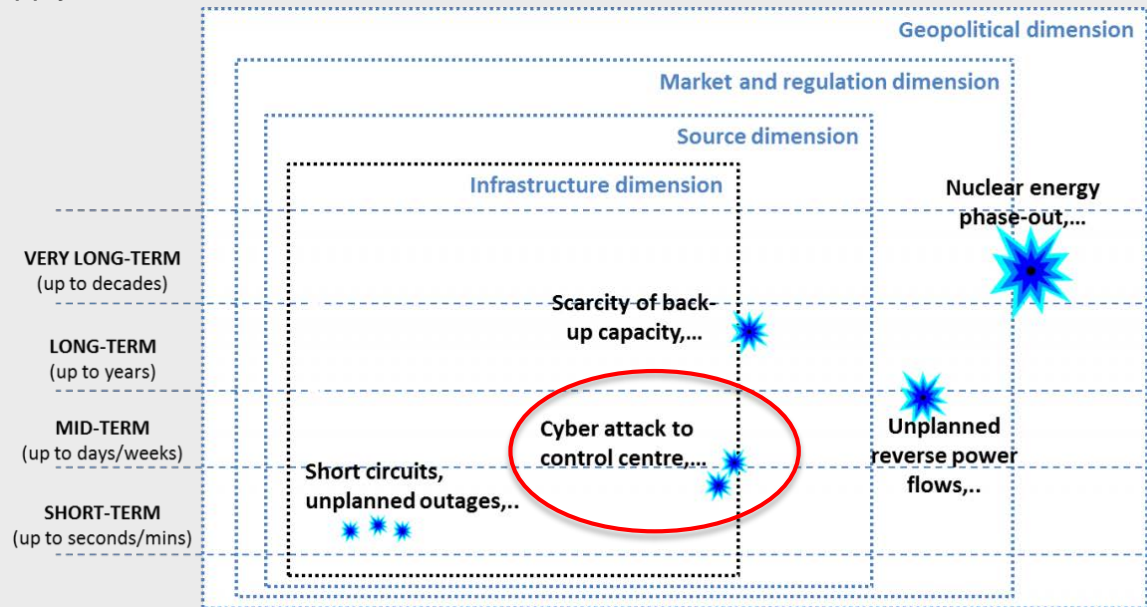 Geopolitical dimension
Market and regulation dimension
Source dimension
Infrastructure dimension
Nuclear energy
phase-out,...
VERY LONG-TERM
(up to decades)
Scarcity of back-
up capacity,...
LONG-TERM
(up to years)
MID-TERM
(up to days/weeks)
Cyber attack to
control centre,...
Unplanned
reverse power
flows,..
Short circuits,
unplanned outages,..
SHORT-TERM
(up to seconds/mins)